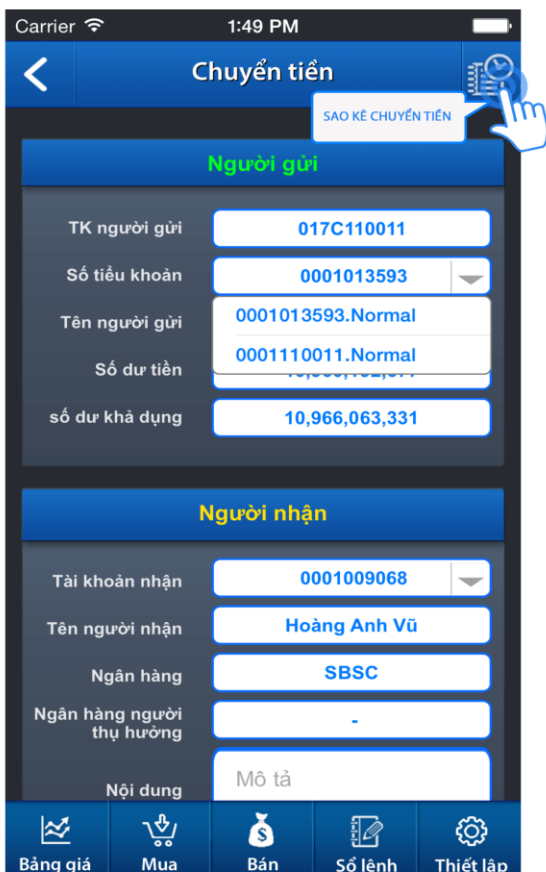 Carrier 1:49 PM
Chuyển tiền
SAO KÊ CHUYỂN TIỀN
Người gửi
TK người gửi 017C110011
Số tiểu khoản 0001013593
0001013593.Normal
Tên người gửi
0001110011.Normal
Số dư tiền
số dư khả dụng 10,966,063,331
Người nhận
Tài khoản nhận 0001009068
Tên người nhận Hoàng Anh Vũ
Ngân hàng SBSC
Ngân hàng người
thụ hưởng -
Mô tả
Nội dung
Bảng giá Mua Bán Sổ lệnh Thiết lập